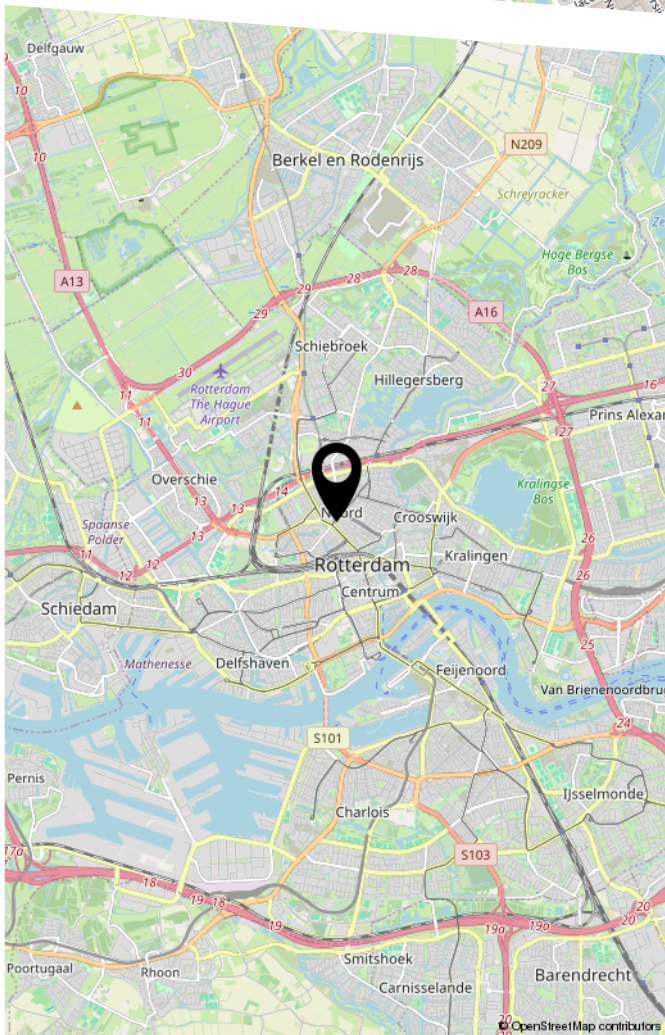 Delfgauw
10
10
N209
Berkel en Rodenrijs
Schreyracker
Hoge Bergse
Bos
A13
29
28
28
29
A16
Schiebroek
30
Hillegersberg
27
16
11
Rotterdam
The Hague
Airport
11
Prins Alexa
27
Overschie
14
13
13
Kralingse
Bos
Noord
Crooswijk
Spaanse
Polder
11
12
12
26
Kralingen
Rotterdam
Centrum
26
Schiedam
25
Mathenesse
Delfshaven
Feijenoord
Van Brienenoordbru
24
S101
Pernis
IJsselmonde
Charlois
17a
S103
18
19
18
19
19a
19a
20
20
Poortugaal
Rhoon
Smitshoek
Carnisselande
Barendrecht
20
20
© OpenStreetMap contributors